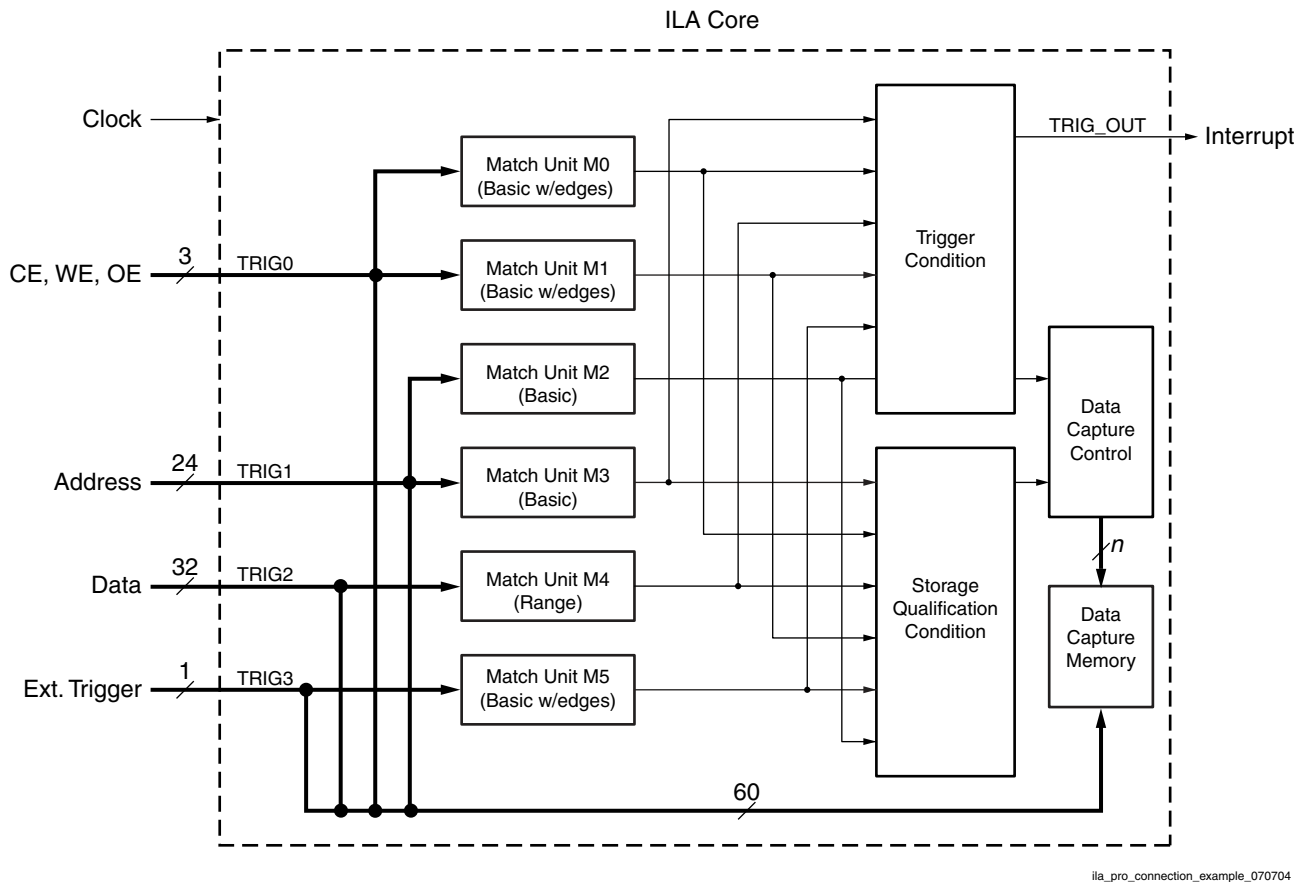 ILA Core
Clock
TRIG_OUT
Interrupt
Match Unit M0
(Basic w/edges)
Trigger
Condition
CE, WE, OE
3
TRIG0
Match Unit M1
(Basic w/edges)
Match Unit M2
(Basic)
Data
Capture
Control
Address
24
TRIG1
Match Unit M3
(Basic)
n
Data
32
TRIG2
Match Unit M4
(Range)
Storage
Qualification
Condition
Data
Capture
Memory
Ext. Trigger
1
TRIG3
Match Unit M5
(Basic w/edges)
60
ila_pro_connection_example_070704